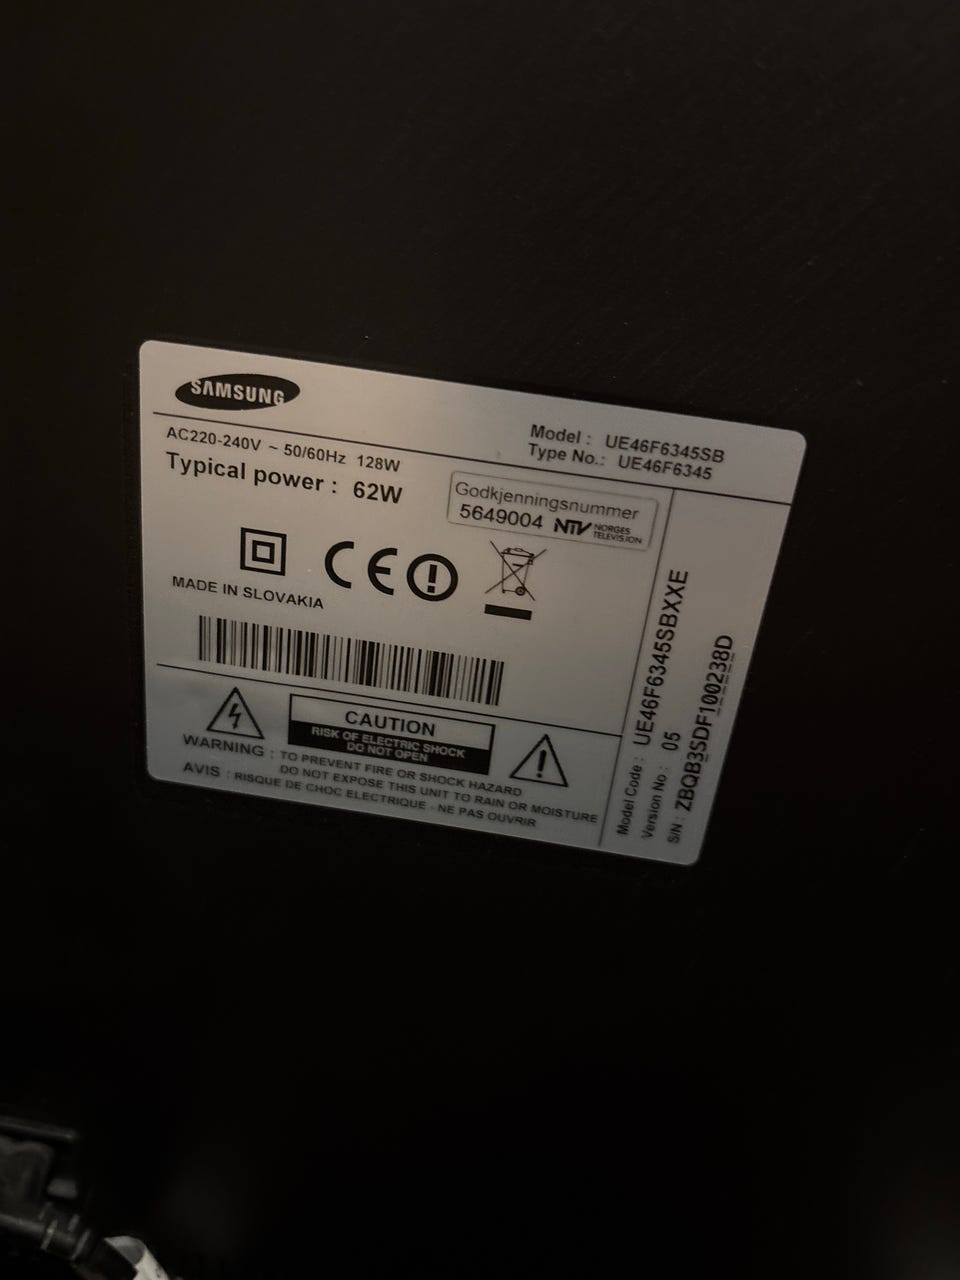 SAMSUNG
Model : UE46F6345SB
Type No.: UE46F6345
AC220-240V ~ 50/60Hz 128W
Typical power : 62W
Godkjenningsnummer
5649004 NTV NORGES
TELEVISION
CE
MADE IN SLOVAKIA
CAUTION
RISK OF ELECTRIC SHOCK
DO NOT OPEN
WARNING : TO PREVENT FIRE OR SHOCK HAZARD
DO NOT EXPOSE THIS UNIT TO RAIN OR MOISTURE
AVIS : RISQUE DE CHOC ELECTRIQUE - NE PAS OUVRIR
Model Code : UE46F6345SBXXE
Version No : 05
S/N : ZBQB3SDF100238D